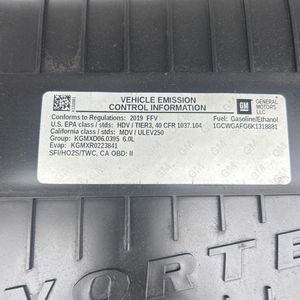 VEHICLE EMISSION
CONTROL INFORMATION
GM
GENERAL
MOTORS
LLC
Conforms to Regulations: 2019 FFV
Fuel: Gasoline/Ethanol
U.S. EPA class / stds: HDV / TIER3, 40 CFR 1037.104
1GCWGAFG6K1318881
California class / stds: MDV / ULEV250
Group: KGMXD06.0395 6.0L
Evap: KGMXR0223841
SFI/HO2S/TWC, CA OBD: II
VORTE